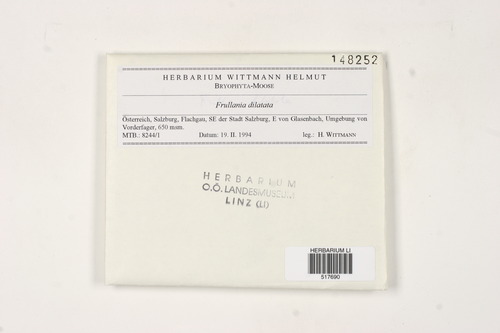 148252
HERBARIUM WITTMANN HELMUT
BRYOPHYTA-MOOSE
Frullania dilatata
Österreich, Salzburg, Flachgau, SE der Stadt Salzburg, E von Glasenbach, Umgebung von
Vorderfager, 650 msm.
MTB.: 8244/1 Datum: 19. II. 1994 leg.: H. WITTMANN
HERBARIUM
O.Ö. LANDESMUSEUM
LINZ (LI)
HERBARIUM LI
517690